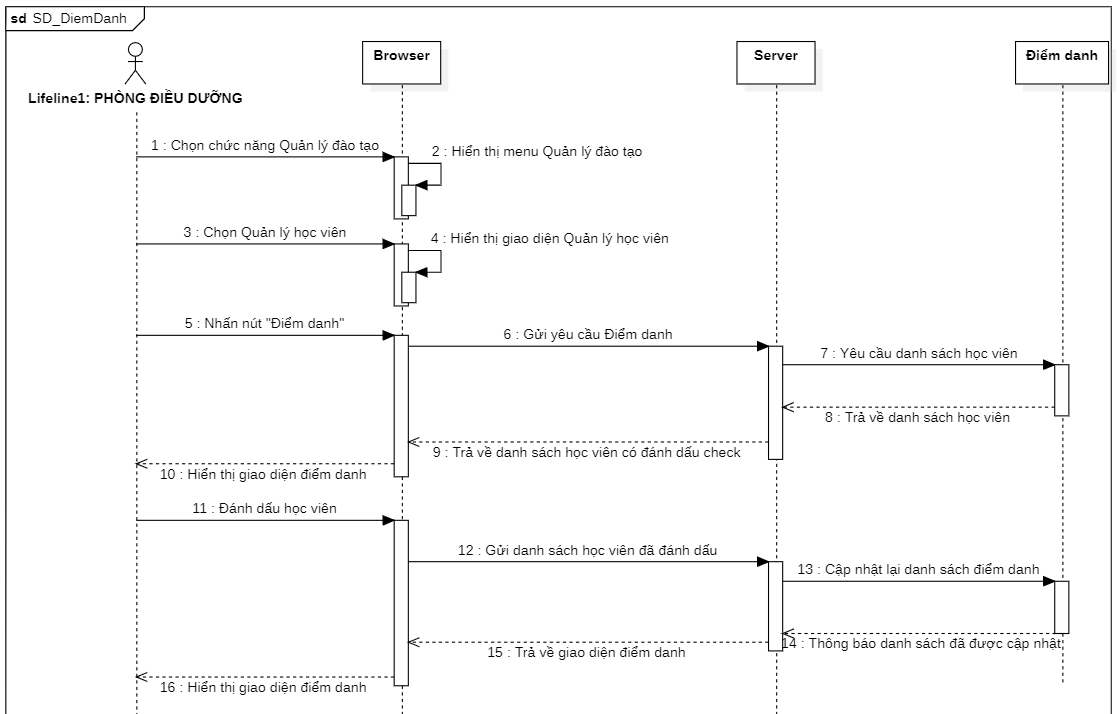 sd SD_DiemDanh
Browser
Server
Điểm danh
Lifeline1: PHÒNG ĐIỀU DƯỠNG
1 : Chọn chức năng Quản lý đào tạo
2 : Hiển thị menu Quản lý đào tạo
3 : Chọn Quản lý học viên
4 : Hiển thị giao diện Quản lý học viên
5 : Nhấn nút "Điểm danh"
6 : Gửi yêu cầu Điểm danh
7 : Yêu cầu danh sách học viên
8 : Trả về danh sách học viên
9 : Trả về danh sách học viên có đánh dấu check
10 : Hiển thị giao diện điểm danh
11 : Đánh dấu học viên
12 : Gửi danh sách học viên đã đánh dấu
13 : Cập nhật lại danh sách điểm danh
14 : Thông báo danh sách đã được cập nhật
15 : Trả về giao diện điểm danh
16 : Hiển thị giao diện điểm danh